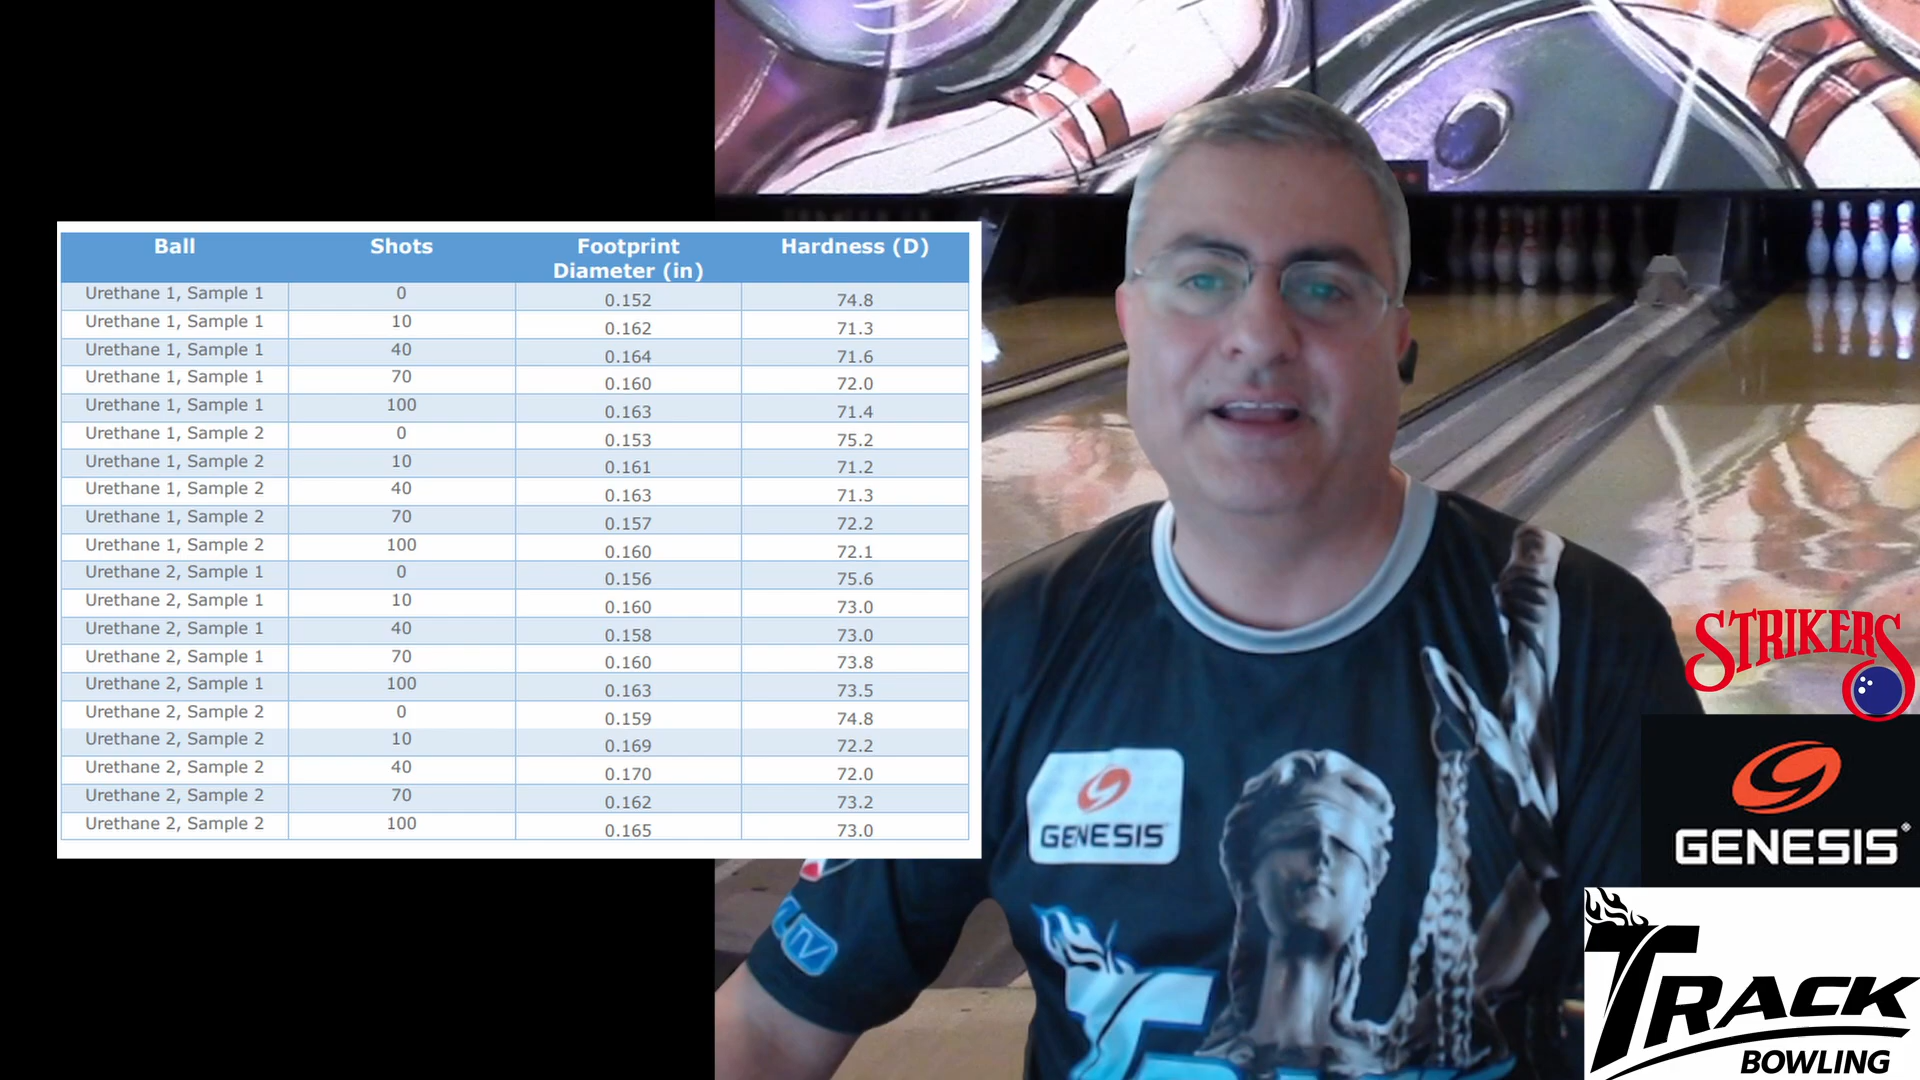 Ball Shots Footprint Diameter (in) Hardness (D)
Urethane 1, Sample 1 0 0.152 74.8
Urethane 1, Sample 1 10 0.162 71.3
Urethane 1, Sample 1 40 0.164 71.6
Urethane 1, Sample 1 70 0.160 72.0
Urethane 1, Sample 1 100 0.163 71.4
Urethane 1, Sample 2 0 0.153 75.2
Urethane 1, Sample 2 10 0.161 71.2
Urethane 1, Sample 2 40 0.163 71.3
Urethane 1, Sample 2 70 0.157 72.2
Urethane 1, Sample 2 100 0.160 72.1
Urethane 2, Sample 1 0 0.156 75.6
Urethane 2, Sample 1 10 0.160 73.0
Urethane 2, Sample 1 40 0.158 73.0
Urethane 2, Sample 1 70 0.160 73.8
Urethane 2, Sample 1 100 0.163 73.5
Urethane 2, Sample 2 0 0.159 74.8
Urethane 2, Sample 2 10 0.169 72.2
Urethane 2, Sample 2 40 0.170 72.0
Urethane 2, Sample 2 70 0.162 73.2
Urethane 2, Sample 2 100 0.165 73.0
GENESIS
TV
STRIKERS
GENESIS®
TRACK
BOWLING